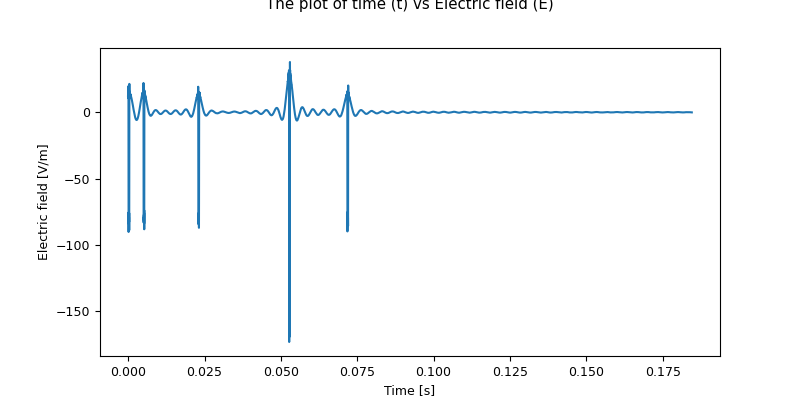 The plot of time (t) vs Electric field (E)
Electric field [V/m]
0
−50
−100
−150
0.000 0.025 0.050 0.075 0.100 0.125 0.150 0.175
Time [s]